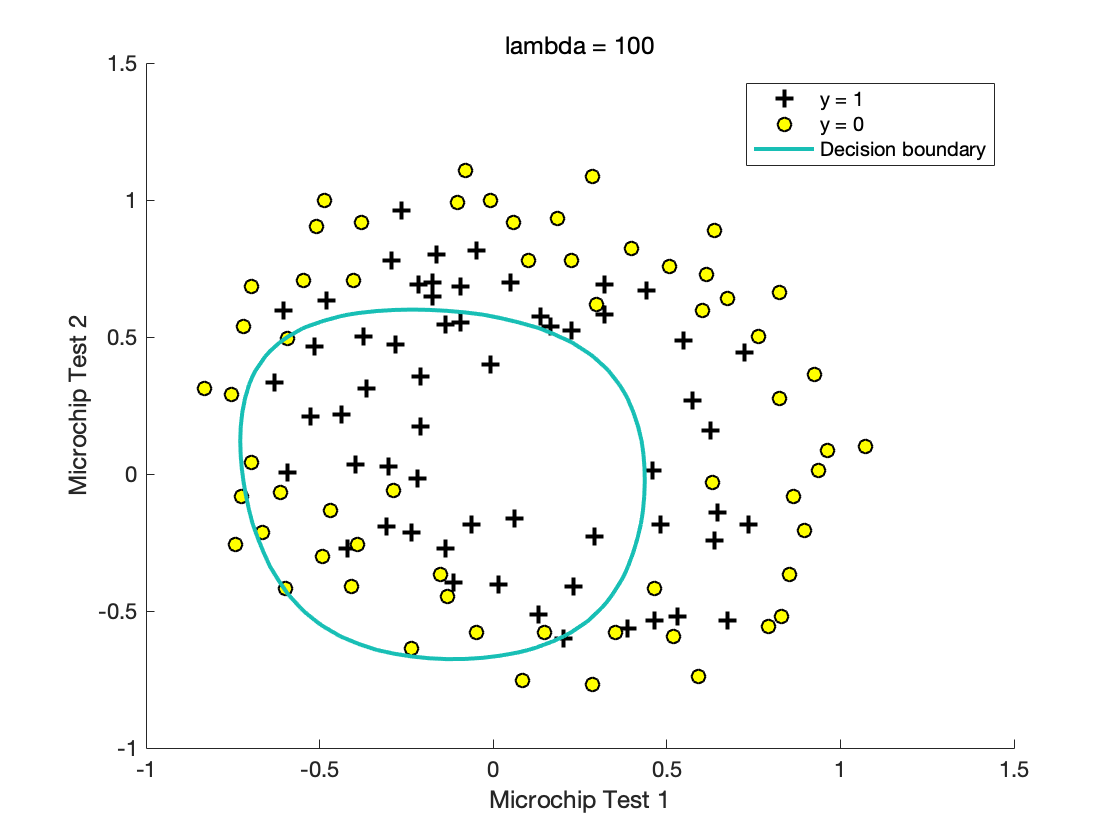 lambda = 100
1.5
y = 1
y = 0
Decision boundary
1
0.5
Microchip Test 2
0
-0.5
-1
-1
-0.5
0
0.5
1
1.5
Microchip Test 1